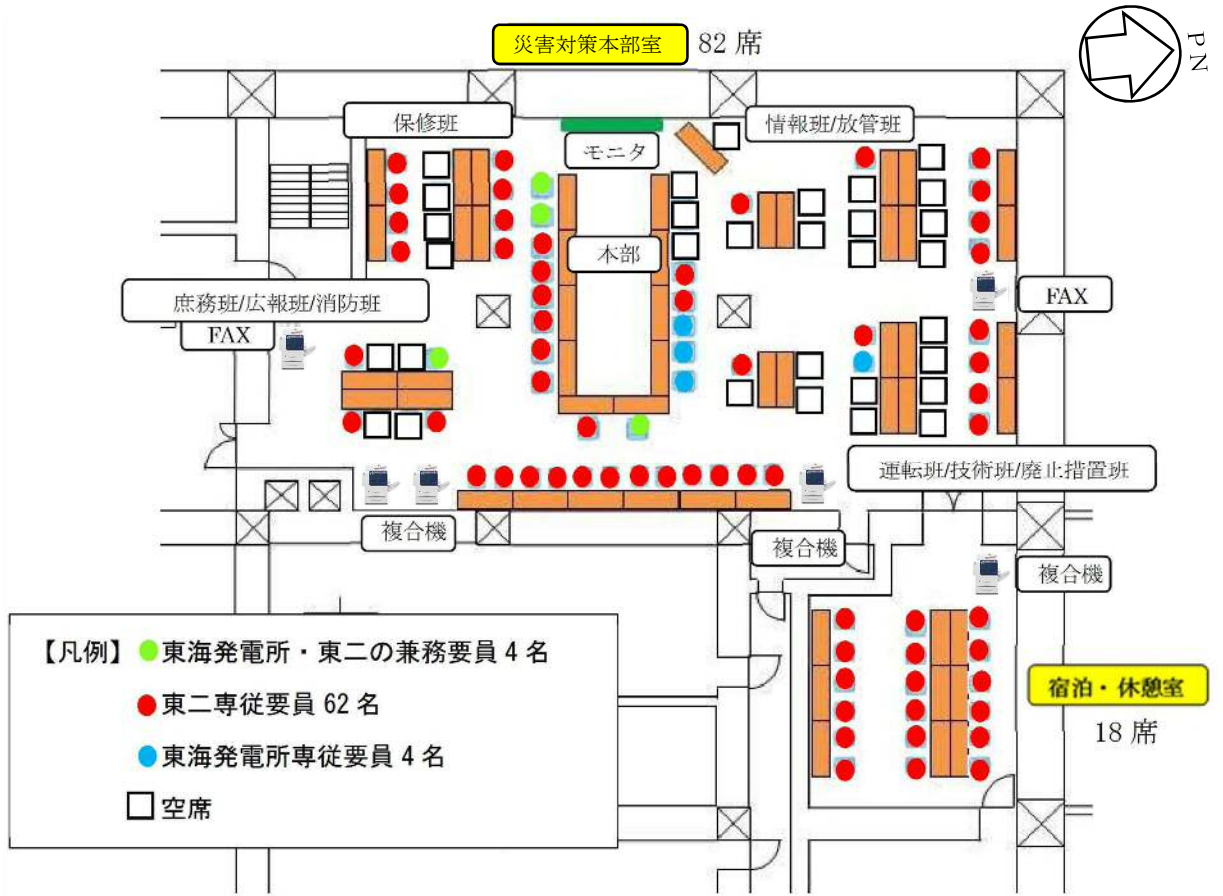 災害対策本部室 82 席
PN
保修班
モニタ
情報班/放管班
本部
庶務班/広報班/消防班
FAX
FAX
運転班/技術班/廃止措置班
複合機
複合機
複合機
【凡例】 東海発電所・東二の兼務要員 4 名
東二専従要員 62 名
東海発電所専従要員 4 名
空席
宿泊・休憩室
18 席